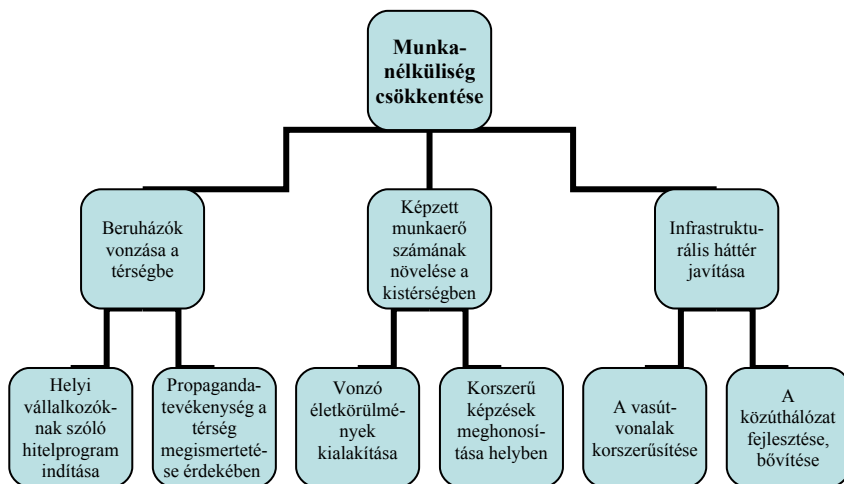 Munka-
nélküliség
csökkentése
Beruházók
vonzása a
térségbe
Képzett
munkaerő
számának
növelése a
kistérségben
Infrastruktu-
rális háttér
javítása
Helyi
vállalkozók-
nak szóló
hitelprogram
indítása
Propaganda-
tevékenység a
térség
megismerteté-
se érdekében
Vonzó
életkörülmé-
nyek
kialakítása
Korszerű
képzések
meghonosí-
tása helyben
A vasút-
vonalak
korszerűsítése
A
közúthálózat
fejlesztése,
bővítése